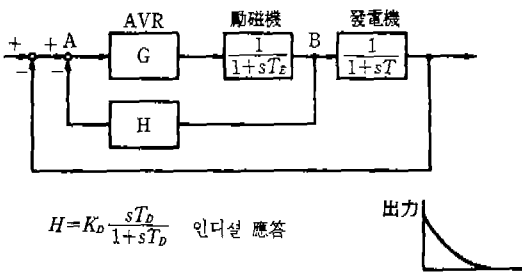 AVR 勵磁機 發電機
+ + A G 1/(1+sT_E) B 1/(1+sT)
− −
H
H=K_D sT_D/(1+sT_D) 인디셜 應答
出力